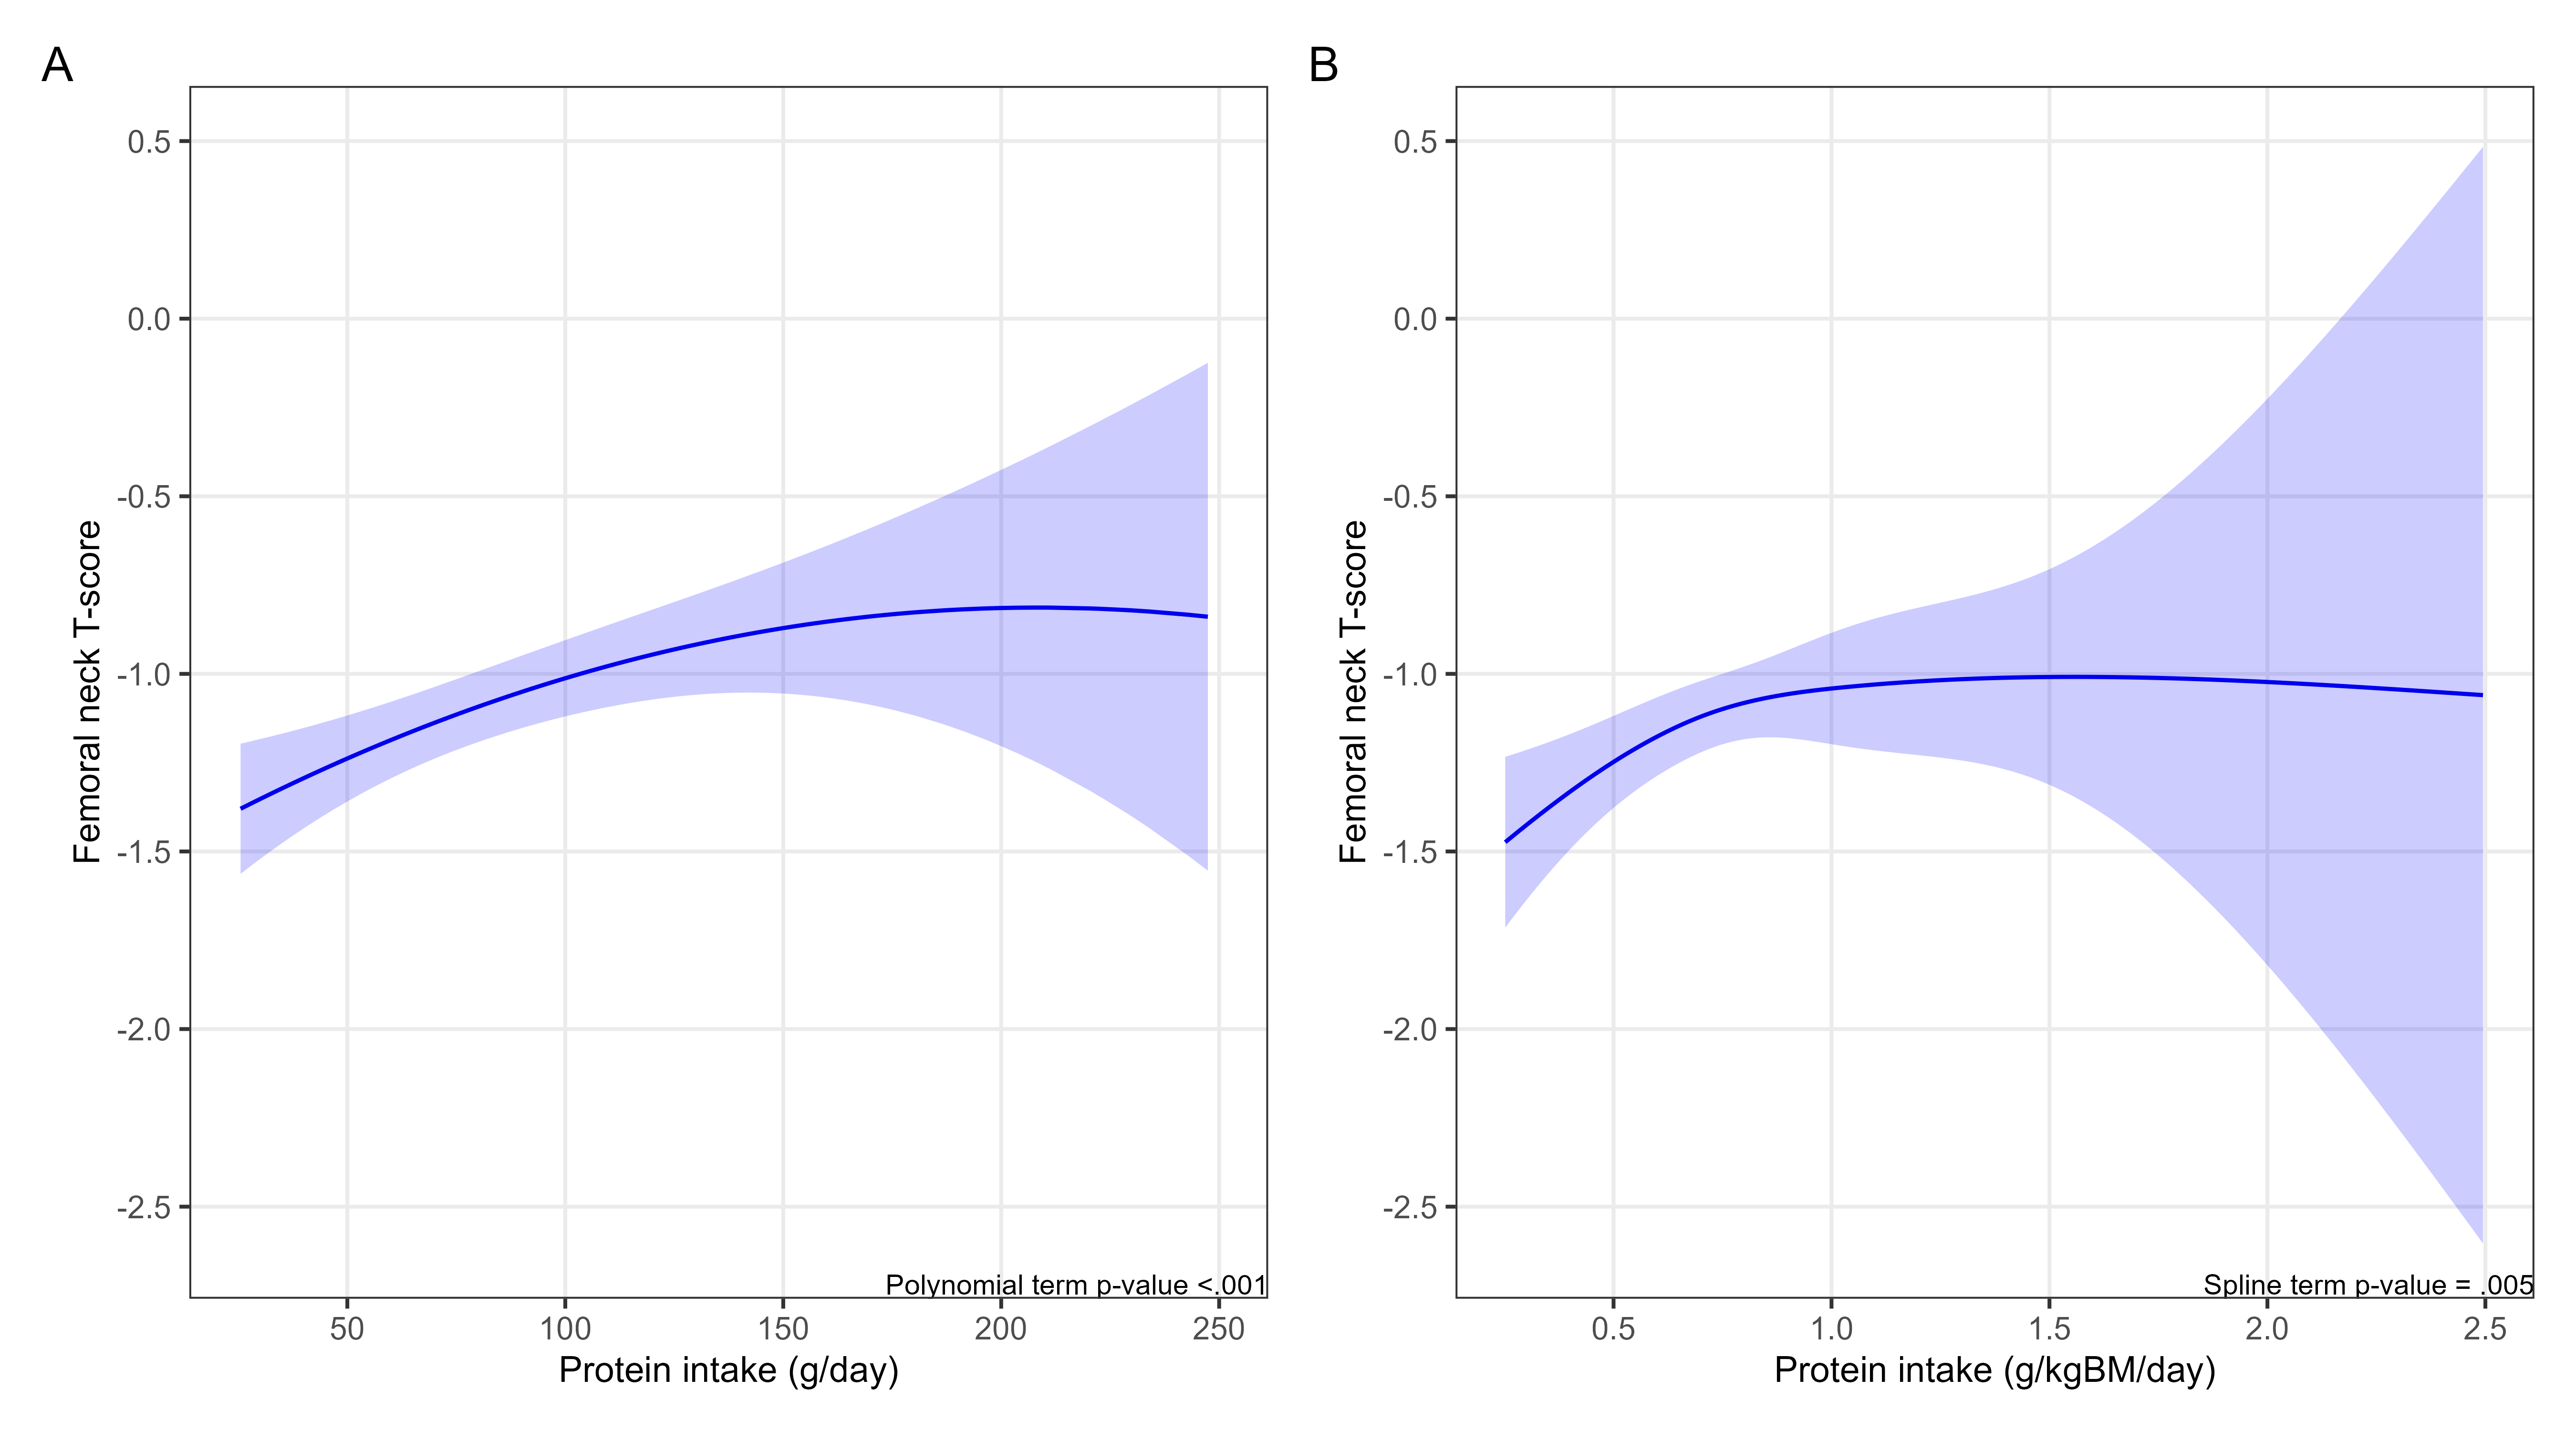 A
B
0.5
0.0
-0.5
-1.0
-1.5
-2.0
-2.5
Femoral neck T-score
Polynomial term p-value <.001
50 100 150 200 250
Protein intake (g/day)
0.5
0.0
-0.5
-1.0
-1.5
-2.0
-2.5
Femoral neck T-score
Spline term p-value = .005
0.5 1.0 1.5 2.0 2.5
Protein intake (g/kgBM/day)